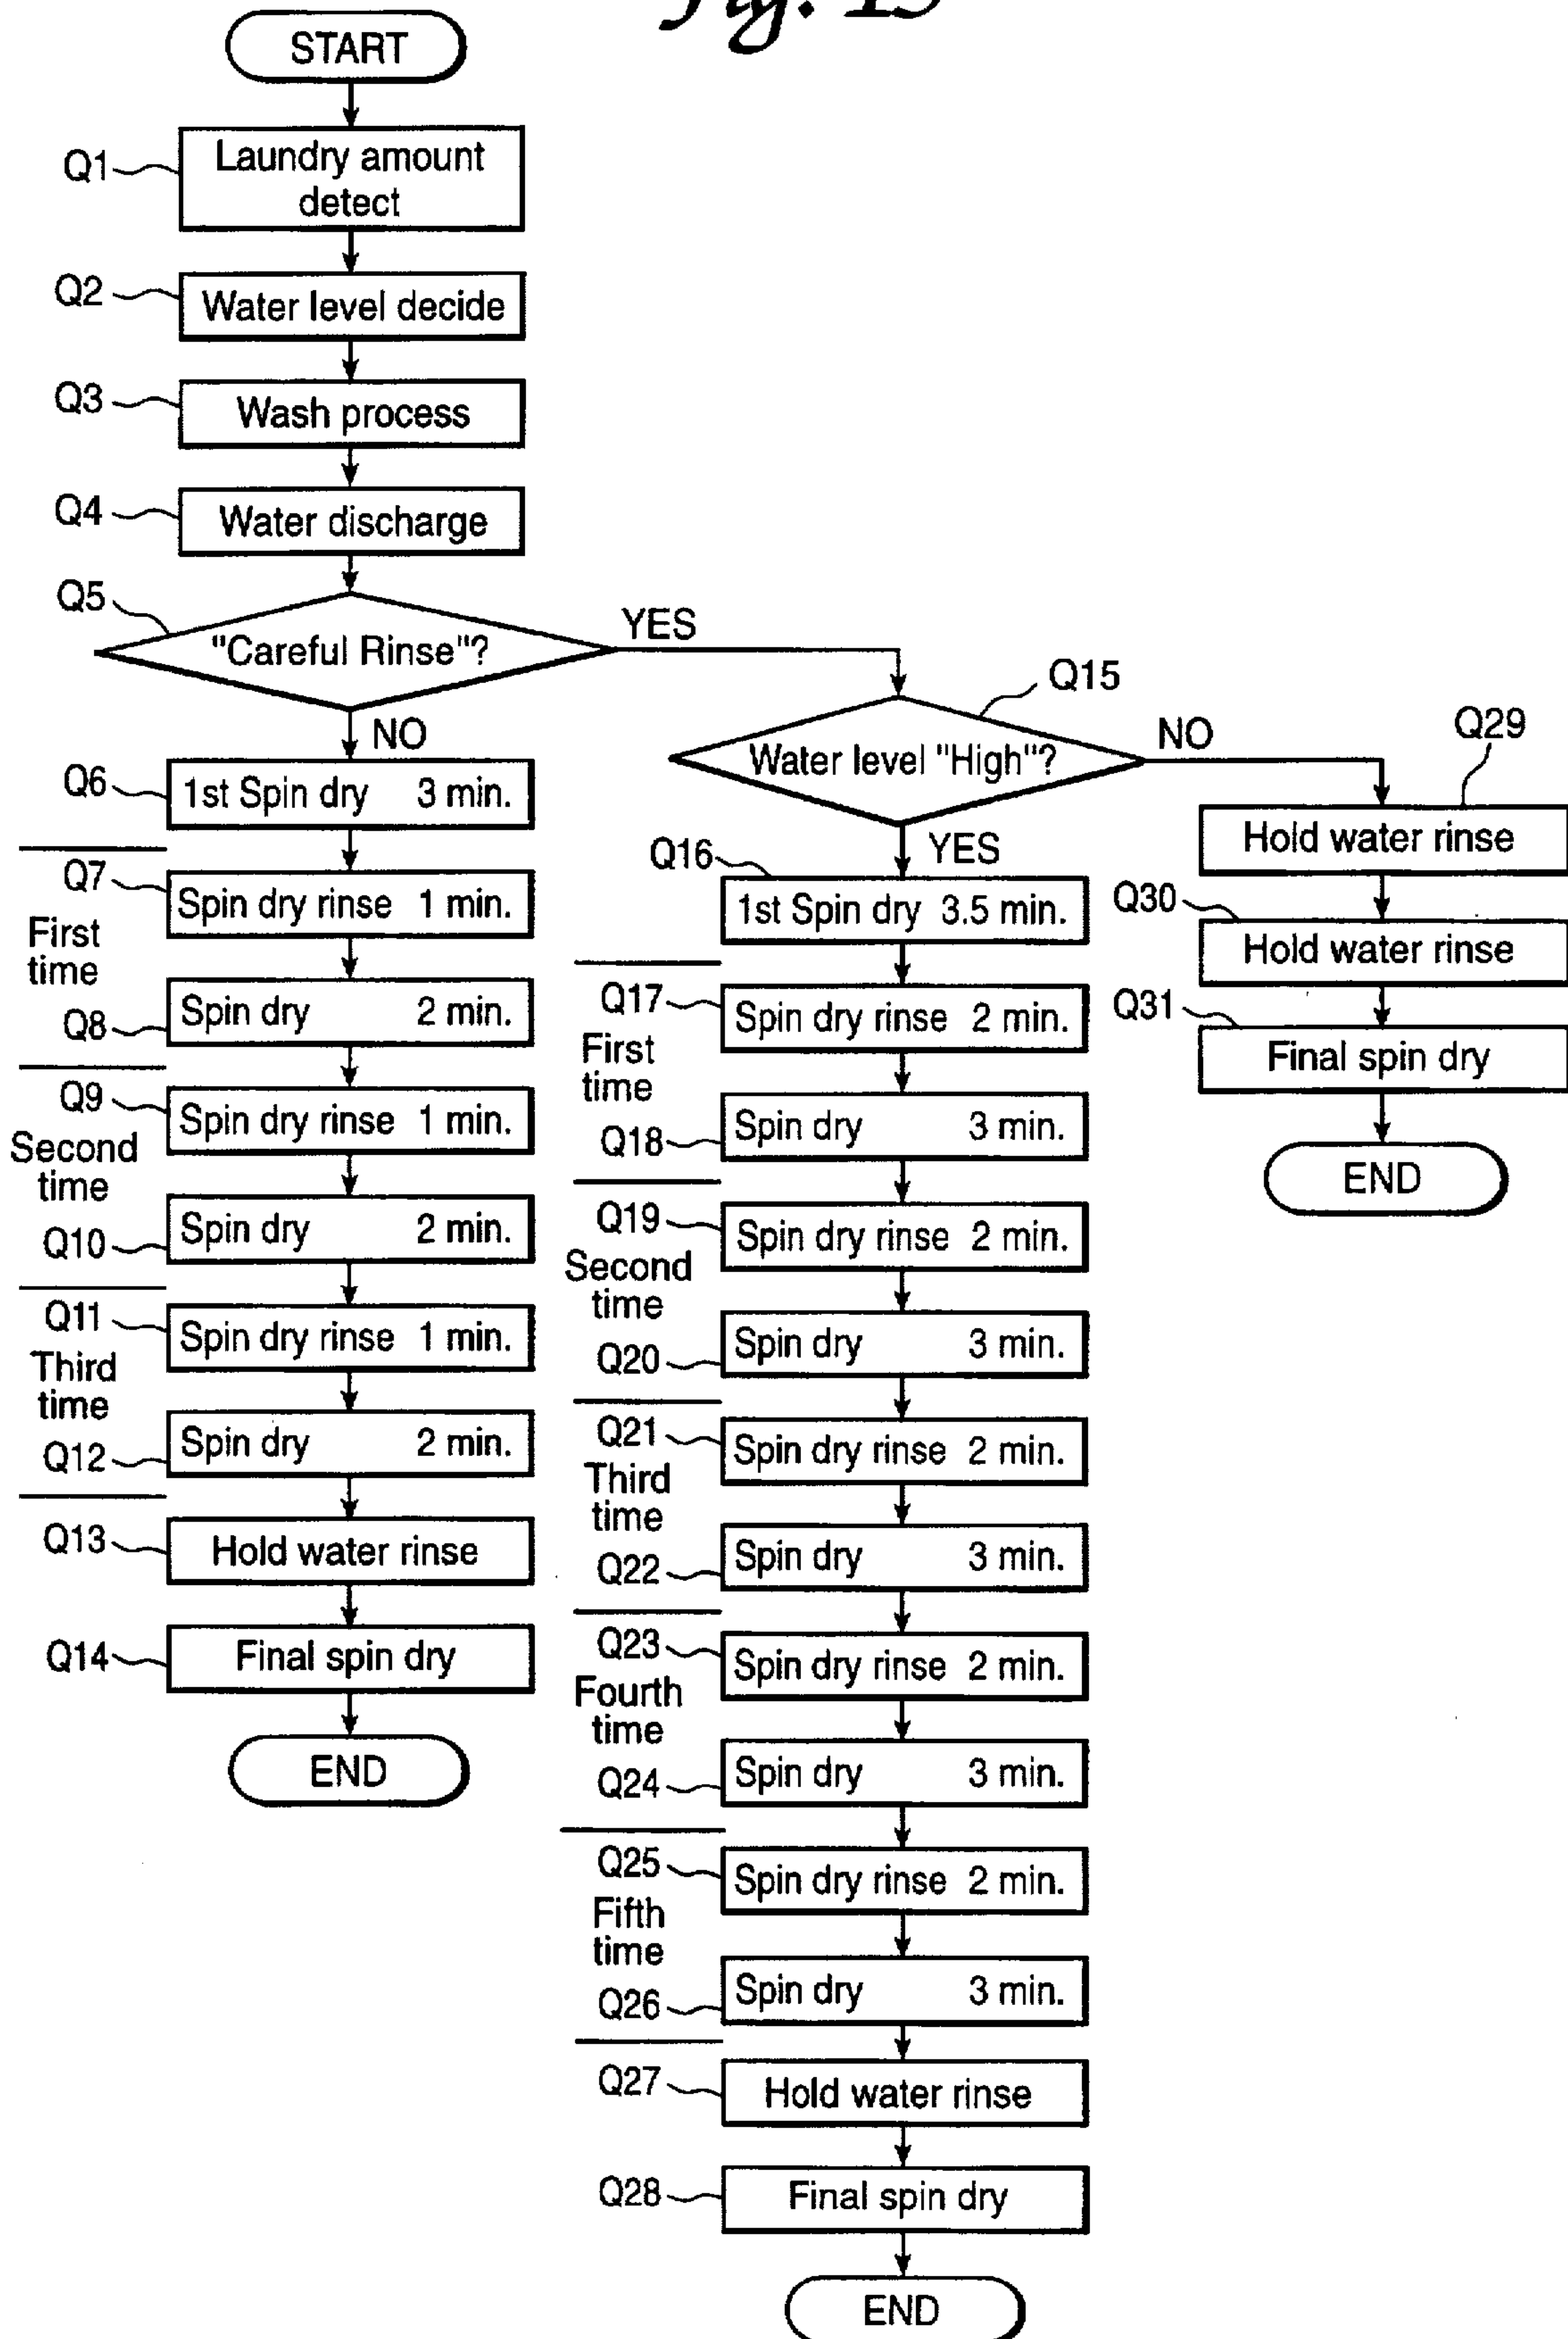 Fig. 15
START
Q1
Laundry amount
detect
Q2
Water level decide
Q3
Wash process
Q4
Water discharge
Q5
"Careful Rinse"?
YES
NO
Q6
1st Spin dry 3 min.
Q7
Spin dry rinse 1 min.
First
time
Q8
Spin dry 2 min.
Q9
Spin dry rinse 1 min.
Second
time
Q10
Spin dry 2 min.
Q11
Spin dry rinse 1 min.
Third
time
Q12
Spin dry 2 min.
Q13
Hold water rinse
Q14
Final spin dry
END
Q15
Water level "High"?
NO
YES
Q16
1st Spin dry 3.5 min.
Q17
Spin dry rinse 2 min.
First
time
Q18
Spin dry 3 min.
Q19
Spin dry rinse 2 min.
Second
time
Q20
Spin dry 3 min.
Q21
Spin dry rinse 2 min.
Third
time
Q22
Spin dry 3 min.
Q23
Spin dry rinse 2 min.
Fourth
time
Q24
Spin dry 3 min.
Q25
Spin dry rinse 2 min.
Fifth
time
Q26
Spin dry 3 min.
Q27
Hold water rinse
Q28
Final spin dry
END
Q29
Hold water rinse
Q30
Hold water rinse
Q31
Final spin dry
END